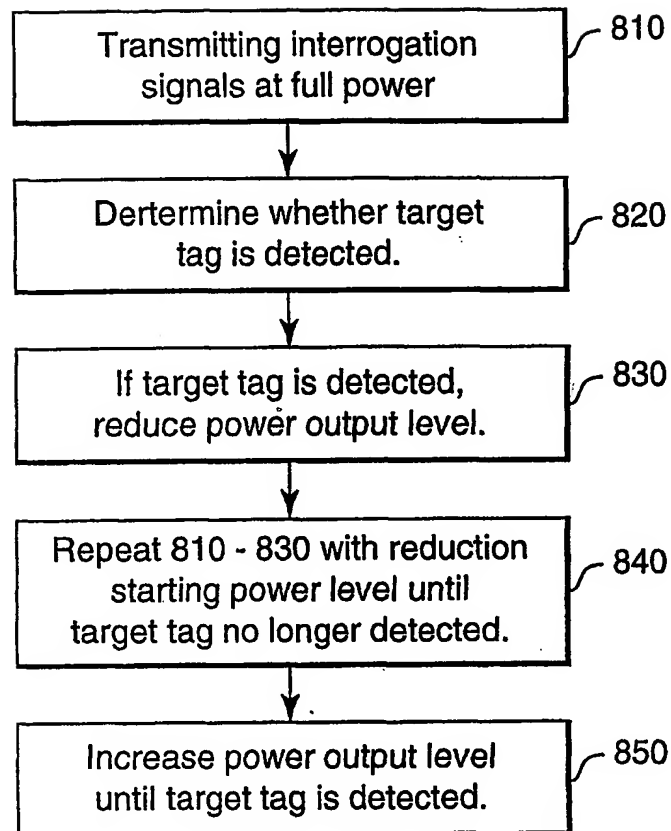 Transmitting interrogation
signals at full power
810
Dertermine whether target
tag is detected.
820
If target tag is detected,
reduce power output level.
830
Repeat 810 - 830 with reduction
starting power level until
target tag no longer detected.
840
Increase power output level
until target tag is detected.
850